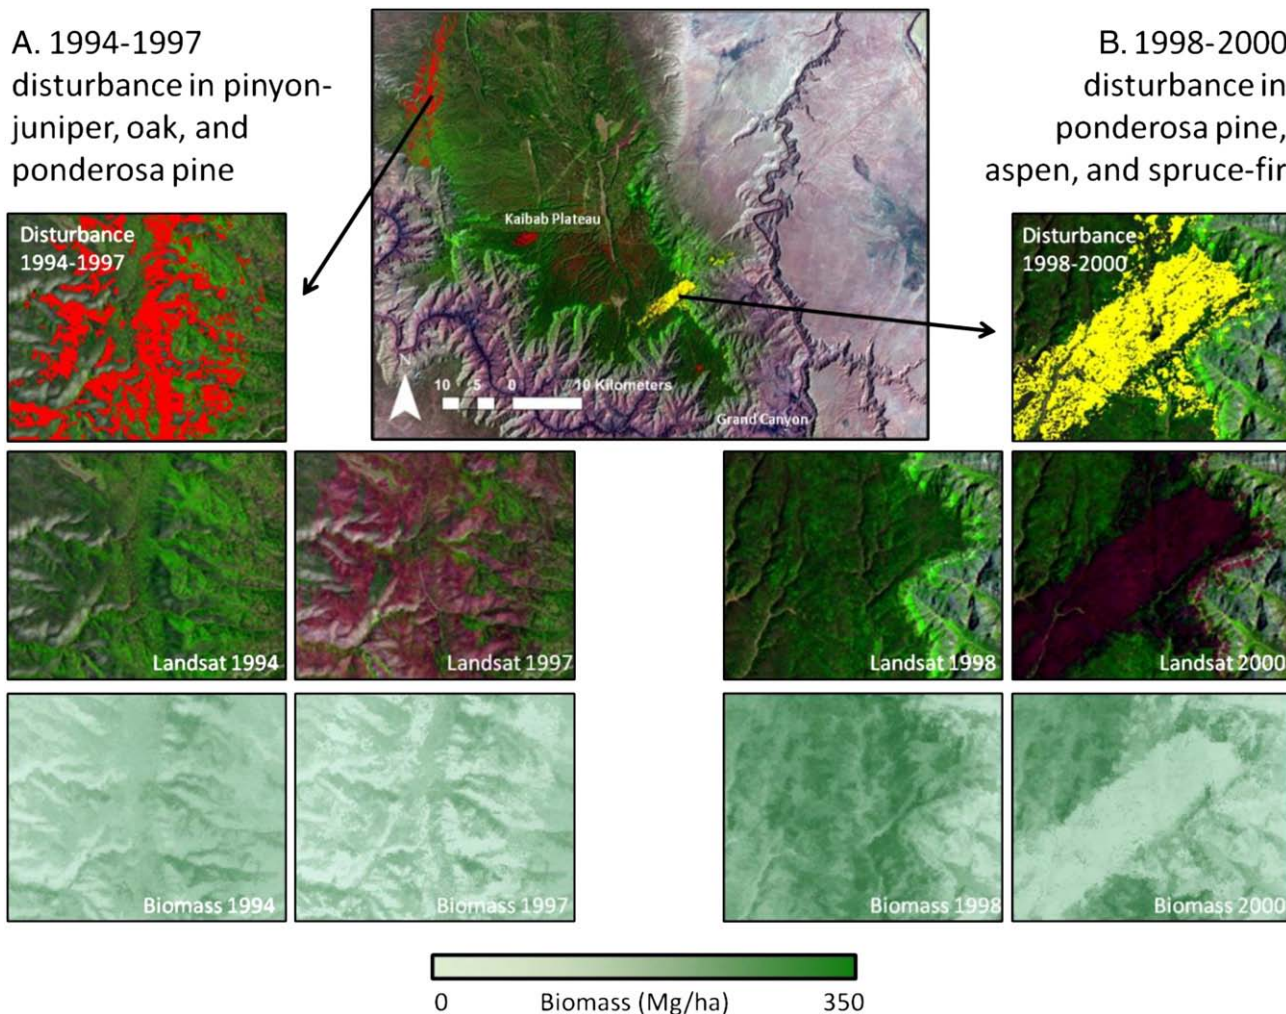 A. 1994-1997
disturbance in pinyon-
juniper, oak, and
ponderosa pine
B. 1998-2000
disturbance in
ponderosa pine,
aspen, and spruce-fir
Kaibab Plateau
N
10 5 0 10 Kilometers
Grand Canyon
Disturbance
1994-1997
Disturbance
1998-2000
Landsat 1994
Landsat 1997
Landsat 1998
Landsat 2000
Biomass 1994
Biomass 1997
Biomass 1998
Biomass 2000
0 Biomass (Mg/ha) 350